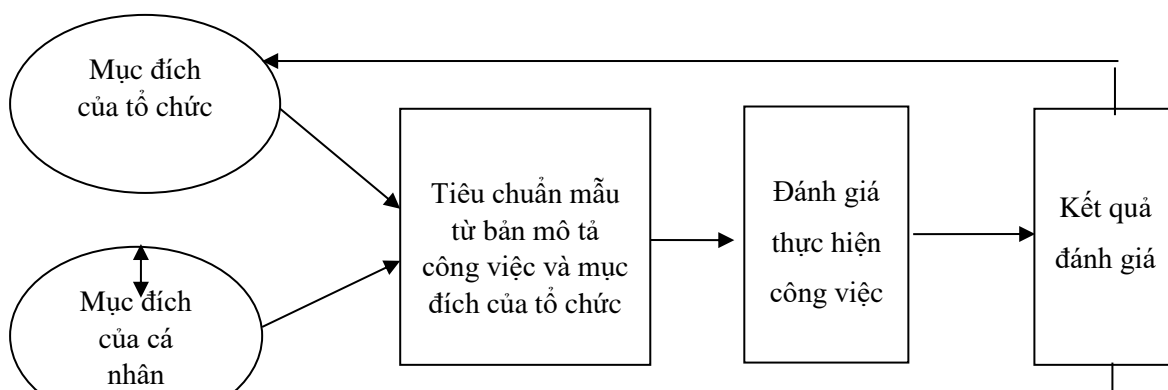 Mục đích
của tổ chức
Tiêu chuẩn mẫu
từ bản mô tả
công việc và mục
đích của tổ chức
Đánh giá
thực hiện
công việc
Kết quả
đánh giá
Mục đích
của cá
nhân